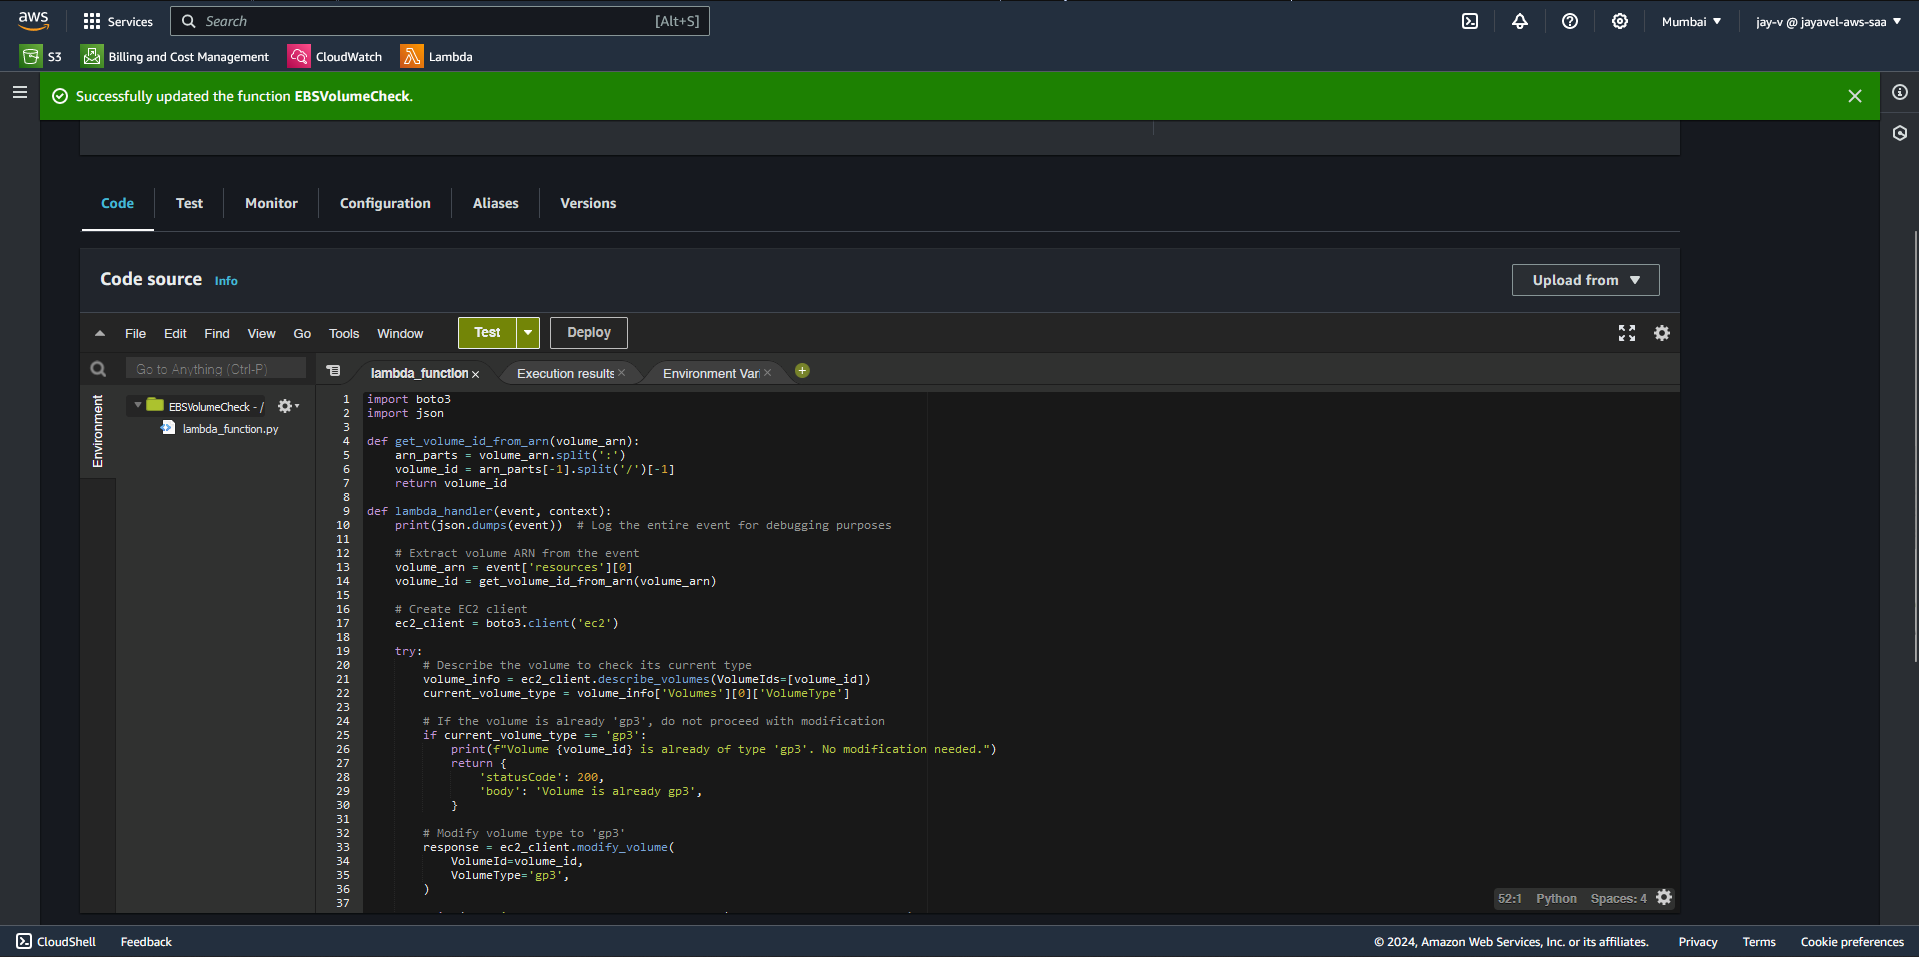 aws
Services
Search
[Alt+S]
Mumbai
jay-v @ jayavel-aws-saa
S3
Billing and Cost Management
CloudWatch
Lambda
Successfully updated the function EBSVolumeCheck.
Code
Test
Monitor
Configuration
Aliases
Versions
Code source Info
Upload from
File Edit Find View Go Tools Window
Test
Deploy
Go to Anything (Ctrl-P)
lambda_function
Execution results
Environment Var
Environment
EBSVolumeCheck - /
lambda_function.py
1 import boto3
2 import json
3
4 def get_volume_id_from_arn(volume_arn):
5     arn_parts = volume_arn.split(':')
6     volume_id = arn_parts[-1].split('/')[-1]
7     return volume_id
8
9 def lambda_handler(event, context):
10     print(json.dumps(event))  # Log the entire event for debugging purposes
11
12     # Extract volume ARN from the event
13     volume_arn = event['resources'][0]
14     volume_id = get_volume_id_from_arn(volume_arn)
15
16     # Create EC2 client
17     ec2_client = boto3.client('ec2')
18
19     try:
20         # Describe the volume to check its current type
21         volume_info = ec2_client.describe_volumes(VolumeIds=[volume_id])
22         current_volume_type = volume_info['Volumes'][0]['VolumeType']
23
24         # If the volume is already 'gp3', do not proceed with modification
25         if current_volume_type == 'gp3':
26             print(f"Volume {volume_id} is already of type 'gp3'. No modification needed.")
27             return {
28                 'statusCode': 200,
29                 'body': 'Volume is already gp3',
30             }
31
32         # Modify volume type to 'gp3'
33         response = ec2_client.modify_volume(
34             VolumeId=volume_id,
35             VolumeType='gp3',
36         )
37
52:1 Python Spaces: 4
CloudShell
Feedback
© 2024, Amazon Web Services, Inc. or its affiliates.
Privacy
Terms
Cookie preferences